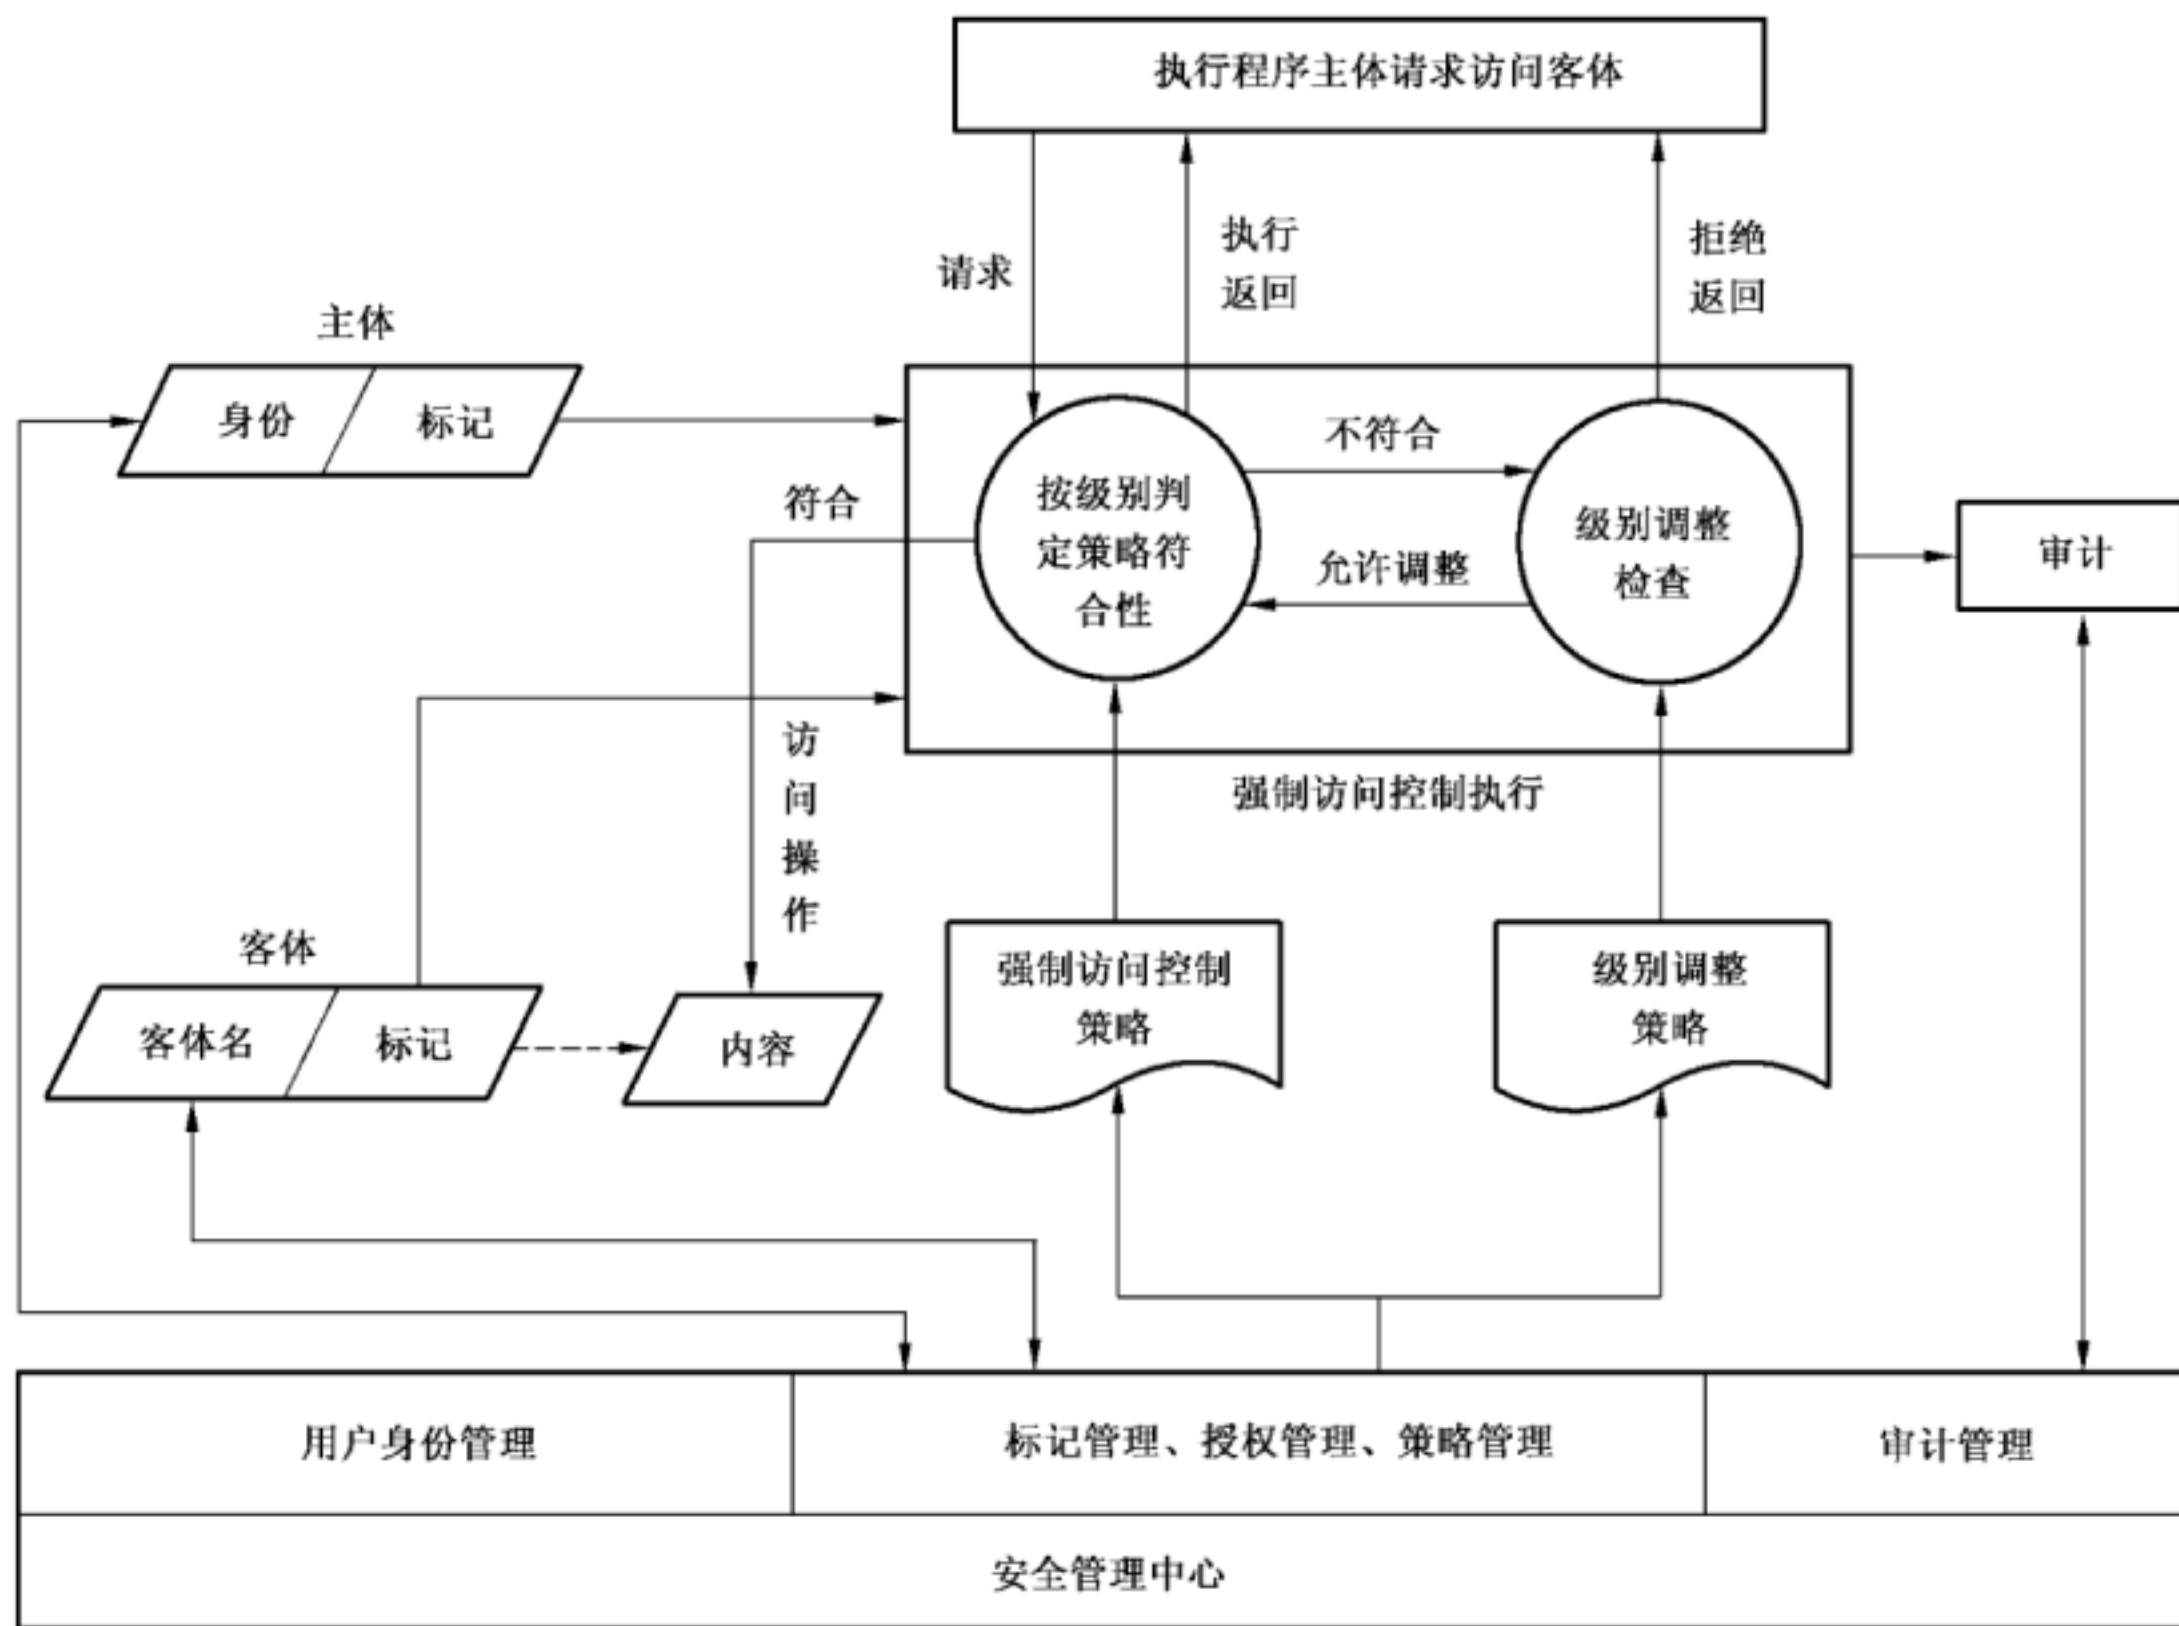 执行程序主体请求访问客体
请求
执行
返回
拒绝
返回
主体
身份
标记
符合
不符合
允许调整
按级别判
定策略符
合性
级别调整
检查
审计
访
问
操
作
强制访问控制执行
客体
客体名
标记
内容
强制访问控制
策略
级别调整
策略
用户身份管理
标记管理、授权管理、策略管理
审计管理
安全管理中心